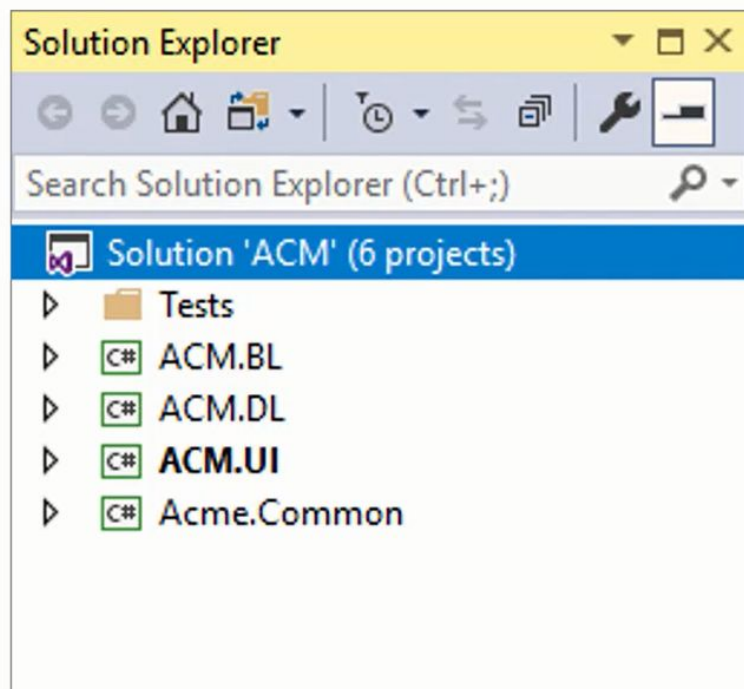 Solution Explorer
Search Solution Explorer (Ctrl+;)
Solution 'ACM' (6 projects)
Tests
C# ACM.BL
C# ACM.DL
C# ACM.UI
C# Acme.Common